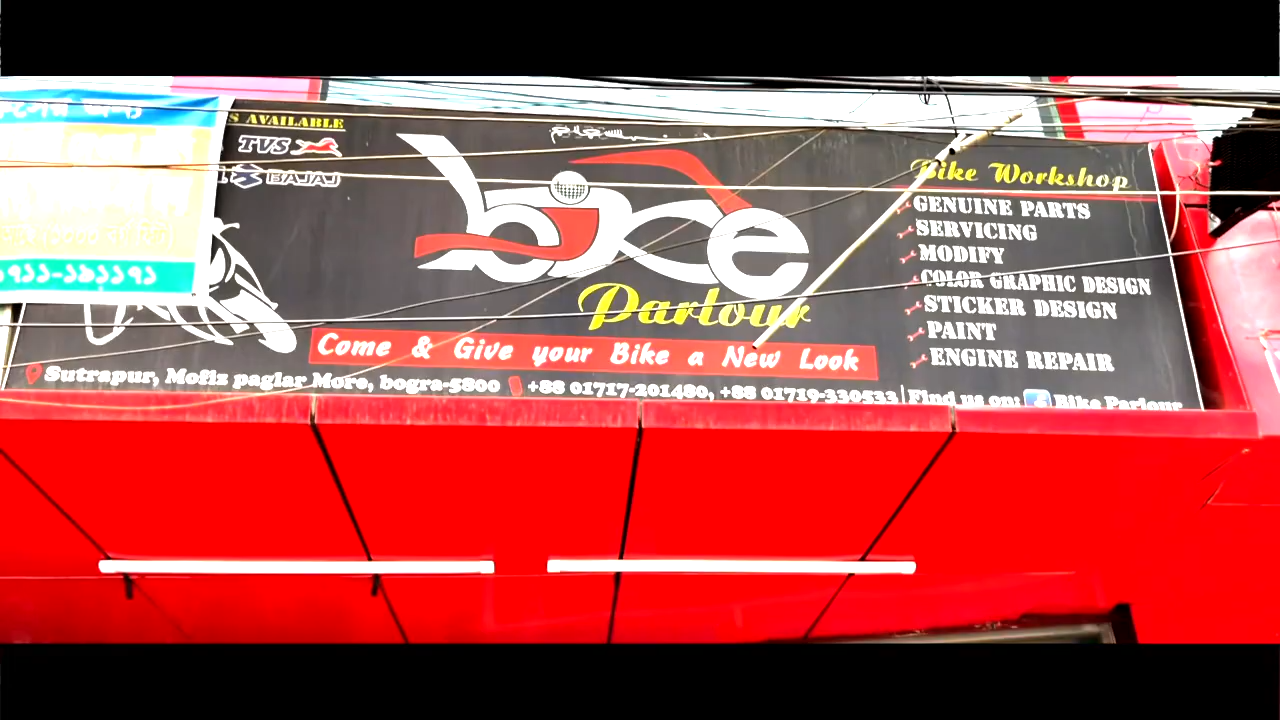 S AVAILABLE
TVS
BAJAJ
০১৭১১-১৯১১৭১
bike
Parlour
Come & Give your Bike a New Look
Bike Workshop
GENUINE PARTS
SERVICING
MODIFY
COLOR GRAPHIC DESIGN
STICKER DESIGN
PAINT
ENGINE REPAIR
Sutrapur, Mofiz paglar More, bogra-5800 +88 01717-201480, +88 01719-330533 Find us on: f Bike Parlour